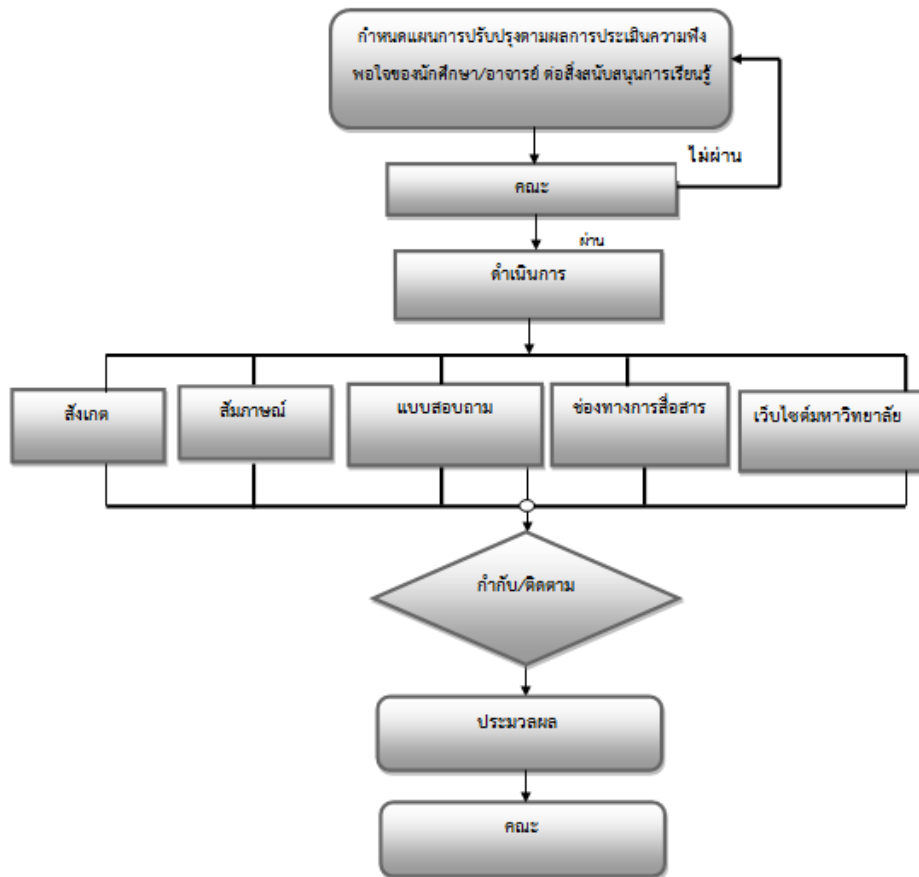 กำหนดแผนการปรับปรุงตามผลการประเมินความพึง
พอใจของนักศึกษา/อาจารย์ ต่อสิ่งสนับสนุนการเรียนรู้
ไม่ผ่าน
คณะ
ผ่าน
ดำเนินการ
สังเกต
สัมภาษณ์
แบบสอบถาม
ช่องทางการสื่อสาร
เว็บไซต์มหาวิทยาลัย
กำกับ/ติดตาม
ประมวลผล
คณะ